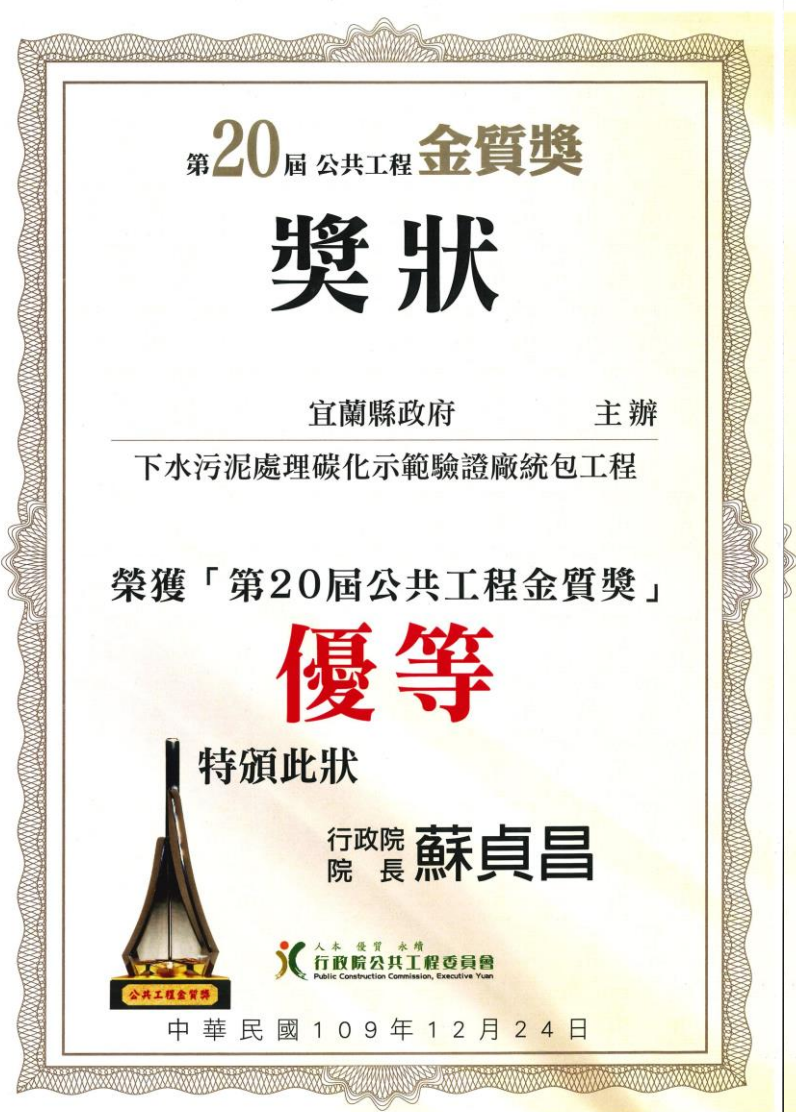 第20屆 公共工程 金質獎
獎狀
宜蘭縣政府 主辦
下水污泥處理碳化示範驗證廠統包工程
榮獲「第20屆公共工程金質獎」
優等
特頒此狀
行政院
院長 蘇貞昌
人本 優質 永續
行政院公共工程委員會
Public Construction Commission, Executive Yuan
公共工程金質獎
中華民國109年12月24日